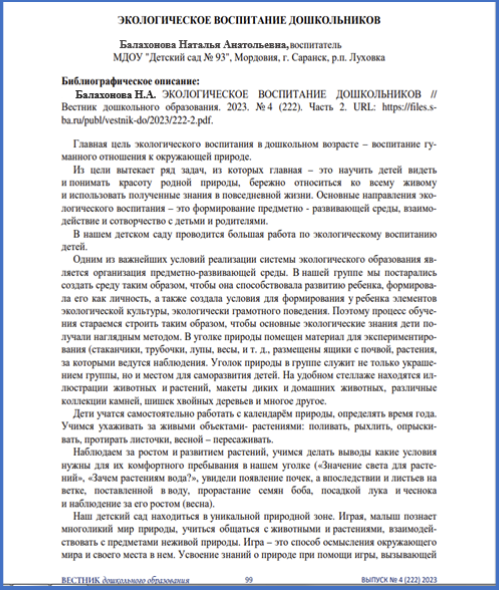 ЭКОЛОГИЧЕСКОЕ ВОСПИТАНИЕ ДОШКОЛЬНИКОВ
Балахонова Наталья Анатольевна, воспитатель
МДОУ "Детский сад № 93", Мордовия, г. Саранск, р.п. Луховка
Библиографическое описание:
Балахонова Н.А. ЭКОЛОГИЧЕСКОЕ ВОСПИТАНИЕ ДОШКОЛЬНИКОВ //
Вестник дошкольного образования. 2023. № 4 (222). Часть 2. URL: https://files.s-
ba.ru/publ/vestnik-do/2023/222-2.pdf.
Главная цель экологического воспитания в дошкольном возрасте – воспитание гу-
манного отношения к окружающей природе.
Из цели вытекает ряд задач, из которых главная – это научить детей видеть
и понимать красоту родной природы, бережно относиться ко всему живому
и использовать полученные знания в повседневной жизни. Основные направления эко-
логического воспитания – это формирование предметно - развивающей среды, взаимо-
действие и сотворчество с детьми и родителями.
В нашем детском саду проводится большая работа по экологическому воспитанию
детей.
Одним из важнейших условий реализации системы экологического образования яв-
ляется организация предметно-развивающей среды. В нашей группе мы постарались
создать среду таким образом, чтобы она способствовала развитию ребенка, формирова-
ла его как личность, а также создала условия для формирования у ребенка элементов
экологической культуры, экологически грамотного поведения. Поэтому процесс обуче-
ния стараемся строить таким образом, чтобы основные экологические знания дети по-
лучали наглядным методом. В уголке природы помещен материал для экспериментиро-
вания (стаканчики, трубочки, лупы, весы, и т. д., размещены ящики с почвой, растения,
за которыми ведутся наблюдения. Уголок природы в группе служит не только украше-
нием группы, но и местом для саморазвития детей. На удобном стеллаже находятся ил-
люстрации животных и растений, макеты диких и домашних животных, различные
коллекции камней, шишек хвойных деревьев и многое другое.
Дети учатся самостоятельно работать с календарём природы, определять время года.
Учимся ухаживать за живыми объектами- растениями: поливать, рыхлить, опрыски-
вать, протирать листочки, весной – пересаживать.
Наблюдаем за ростом и развитием растений, учимся делать выводы какие условия
нужны для их комфортного пребывания в нашем уголке («Значение света для расте-
ний», «Зачем растениям вода?», увидели появление почек, а впоследствии и листьев на
ветке, поставленной в воду, прорастание семян боба, посадкой лука и чеснока
и наблюдение за его ростом (весна).
Наш детский сад находиться в уникальной природной зоне. Играя, малыш познает
многоликий мир природы, учиться общаться с животными и растениями, взаимодей-
ствовать с предметами неживой природы. Игра – это способ осмысления окружающего
мира и своего места в нем. Усвоение знаний о природе при помощи игры, вызывающей
ВЕСТНИК дошкольного образования 99 ВЫПУСК № 4 (222) 2023